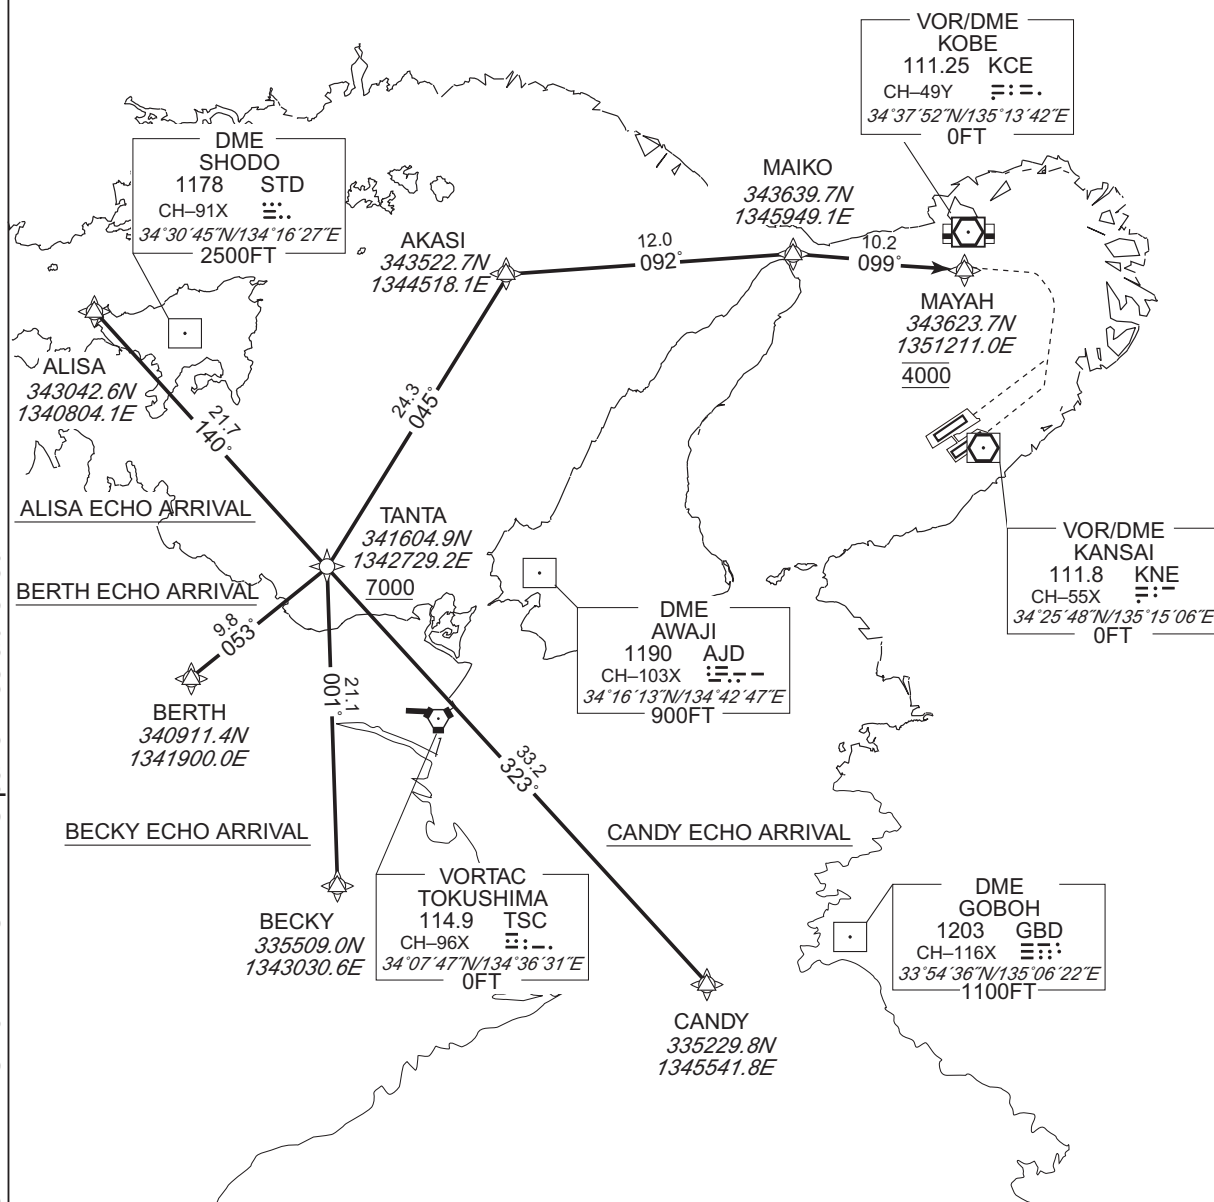 VOR/DME
KOBE
111.25 KCE
CH–49Y
34°37´52˝N/135°13´42˝E
0FT
DME
SHODO
1178 STD
CH–91X
34°30´45˝N/134°16´27˝E
2500FT
MAIKO
343639.7N
1345949.1E
AKASI
343522.7N
1344518.1E
12.0
092°
10.2
099°
MAYAH
343623.7N
1351211.0E
4000
ALISA
343042.6N
1340804.1E
21.7
140°
24.3
045°
ALISA ECHO ARRIVAL
TANTA
341604.9N
1342729.2E
7000
VOR/DME
KANSAI
111.8 KNE
CH–55X
34°25´48˝N/135°15´06˝E
0FT
BERTH ECHO ARRIVAL
9.8
053°
DME
AWAJI
1190 AJD
CH–103X
34°16´13˝N/134°42´47˝E
900FT
BERTH
340911.4N
1341900.0E
21.1
001°
33.2
323°
BECKY ECHO ARRIVAL
CANDY ECHO ARRIVAL
VORTAC
TOKUSHIMA
114.9 TSC
CH–96X
34°07´47˝N/134°36´31˝E
0FT
BECKY
335509.0N
1343030.6E
DME
GOBOH
1203 GBD
CH–116X
33°54´36˝N/135°06´22˝E
1100FT
CANDY
335229.8N
1345541.8E